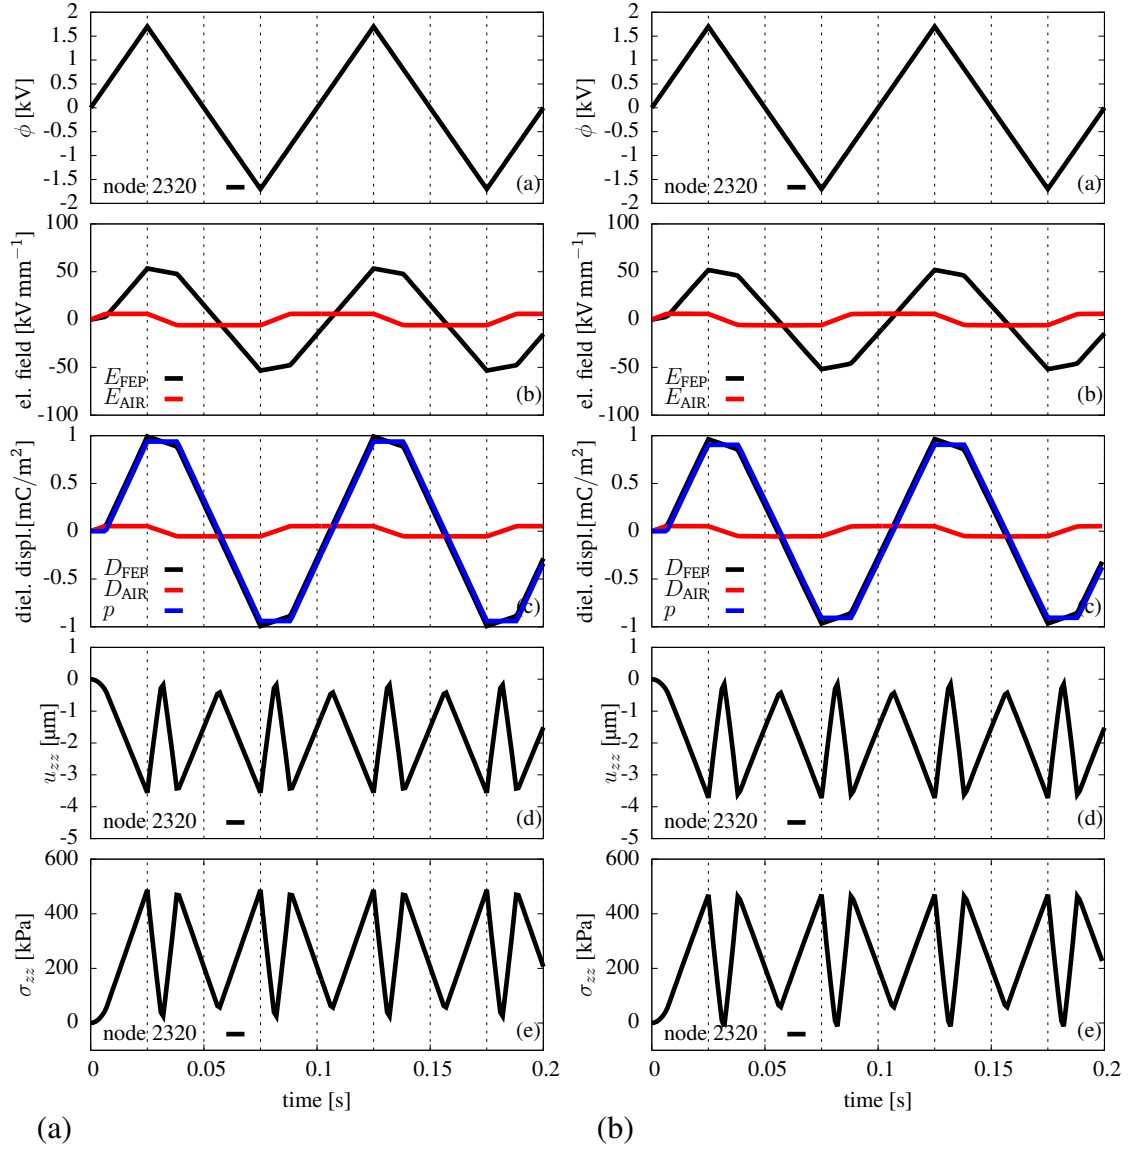 2
1.5
1
0.5
0
-0.5
-1
-1.5
-2
ϕ [kV]
node 2320
(a)
100
50
0
-50
-100
el. field [kV mm⁻¹]
E_FEP
E_AIR
(b)
1
0.5
0
-0.5
-1
diel. displ.[mC/m²]
D_FEP
D_AIR
p
(c)
1
0
-1
-2
-3
-4
-5
u_zz [µm]
node 2320
(d)
600
400
200
0
σ_zz [kPa]
node 2320
(e)
0 0.05 0.1 0.15 0.2
time [s]
(a)
2
1.5
1
0.5
0
-0.5
-1
-1.5
-2
ϕ [kV]
node 2320
(a)
100
50
0
-50
-100
el. field [kV mm⁻¹]
E_FEP
E_AIR
(b)
1
0.5
0
-0.5
-1
diel. displ.[mC/m²]
D_FEP
D_AIR
p
(c)
1
0
-1
-2
-3
-4
-5
u_zz [µm]
node 2320
(d)
600
400
200
0
σ_zz [kPa]
node 2320
(e)
0 0.05 0.1 0.15 0.2
time [s]
(b)